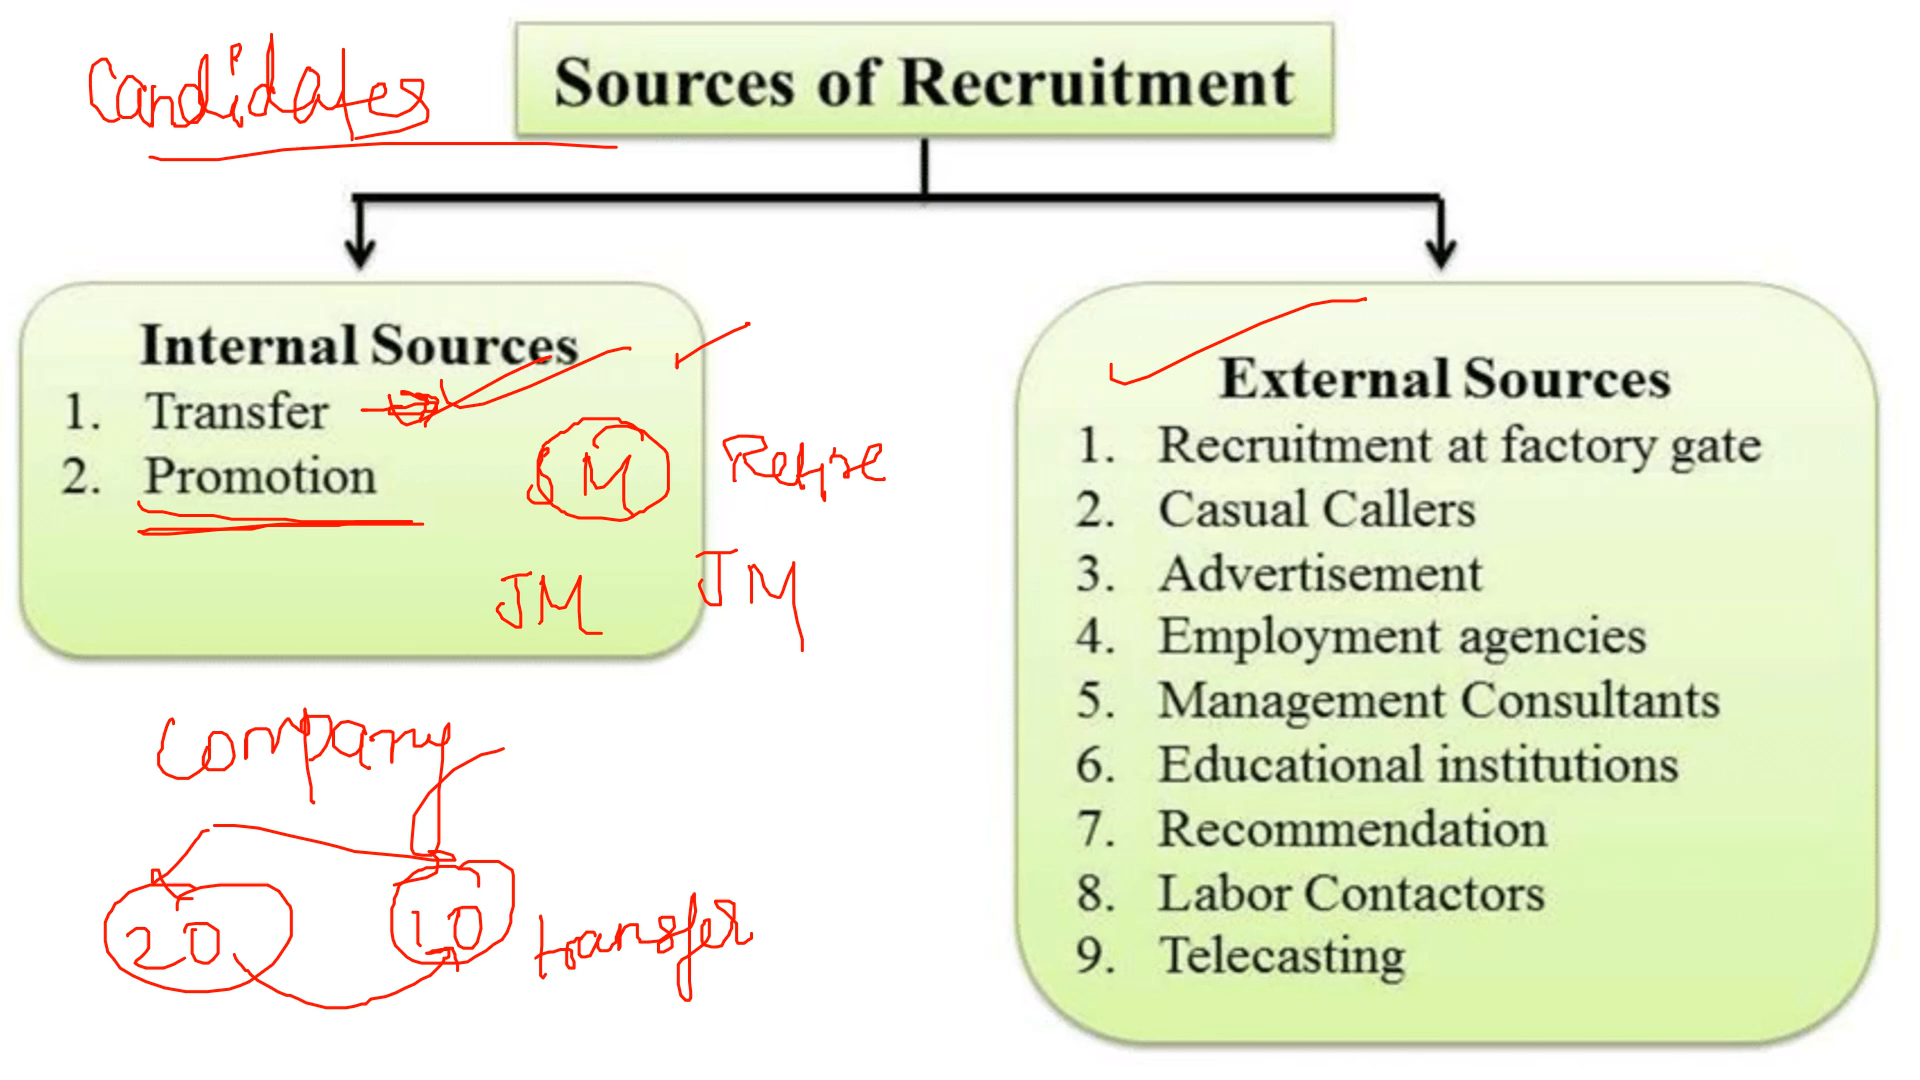 Candidates
Sources of Recruitment
Internal Sources
1. Transfer
2. Promotion
M
Retire
JM
JM
Company
20
10
transfer
External Sources
1. Recruitment at factory gate
2. Casual Callers
3. Advertisement
4. Employment agencies
5. Management Consultants
6. Educational institutions
7. Recommendation
8. Labor Contactors
9. Telecasting